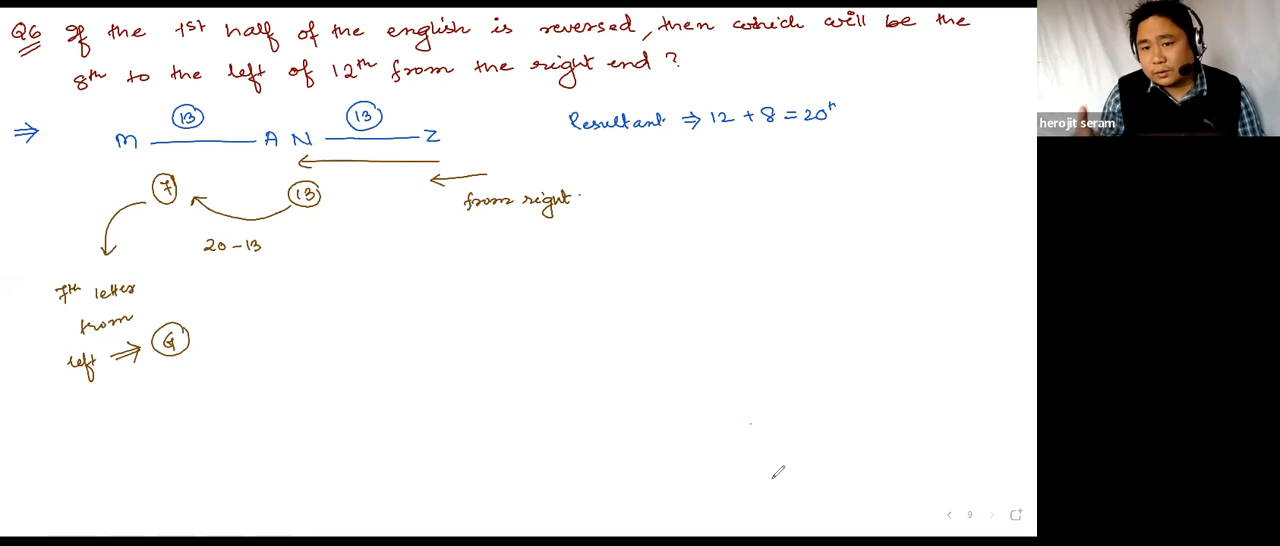 Q6 If the 1st half of the english is reversed, then which will be the
8th to the left of 12th from the right end ?
⇒ M (13) A N (13) Z
Resultant ⇒ 12 + 8 = 20th
7 13
from right.
20 - 13
7th letter
from
left ⇒ G
herojit seram
9